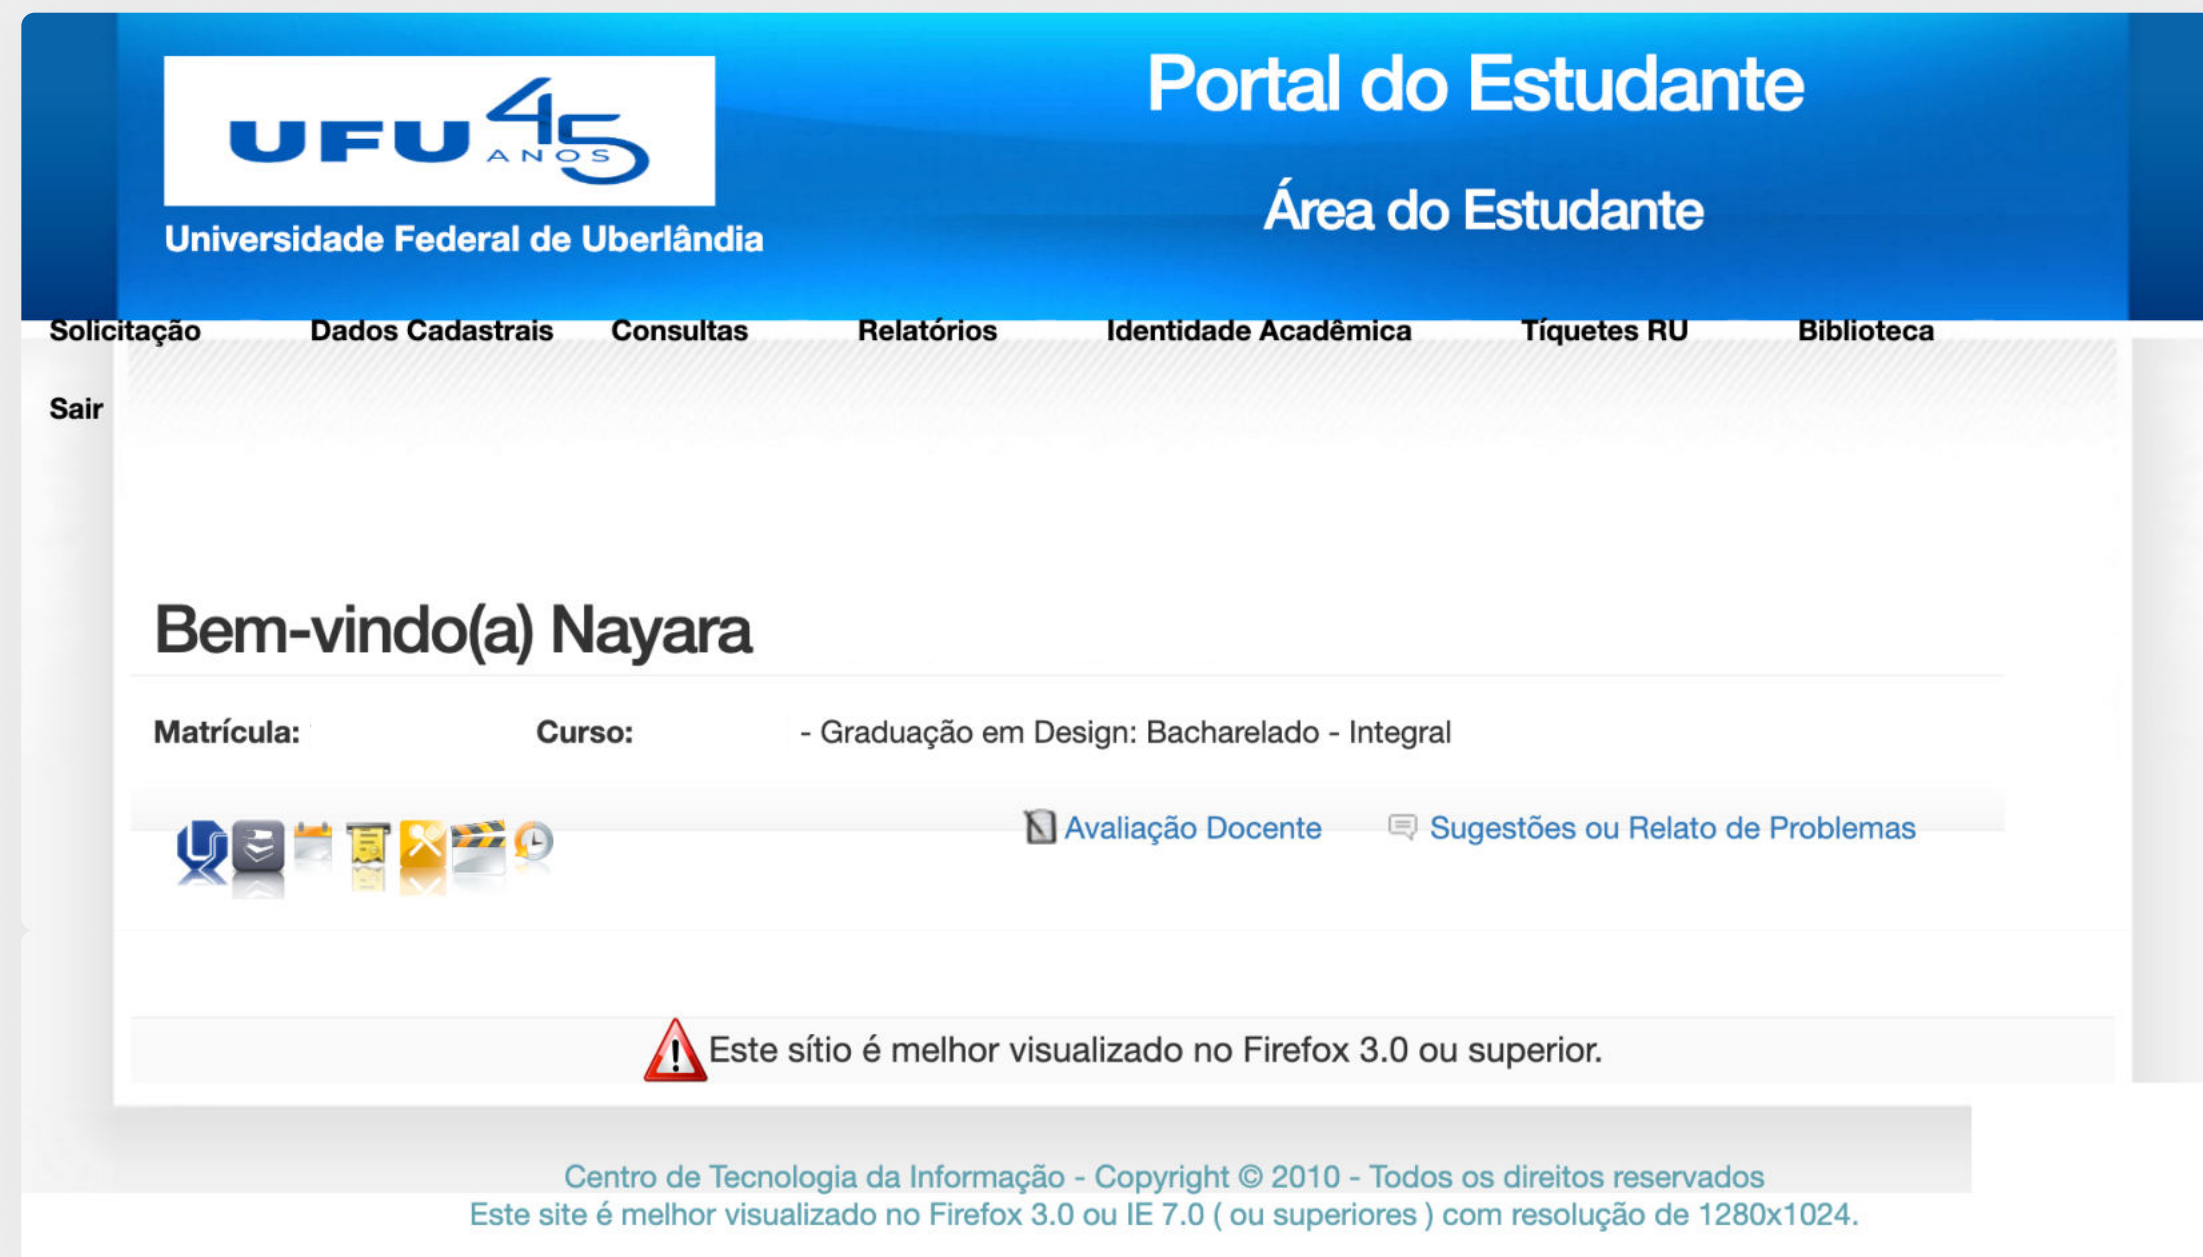 UFU 45
ANOS
Universidade Federal de Uberlândia
Portal do Estudante
Área do Estudante
Solicitação Dados Cadastrais Consultas Relatórios Identidade Acadêmica Tíquetes RU Biblioteca
Sair
Bem-vindo(a) Nayara
Matrícula: Curso: - Graduação em Design: Bacharelado - Integral
Avaliação Docente Sugestões ou Relato de Problemas
Este sítio é melhor visualizado no Firefox 3.0 ou superior.
Centro de Tecnologia da Informação - Copyright © 2010 - Todos os direitos reservados
Este site é melhor visualizado no Firefox 3.0 ou IE 7.0 ( ou superiores ) com resolução de 1280x1024.